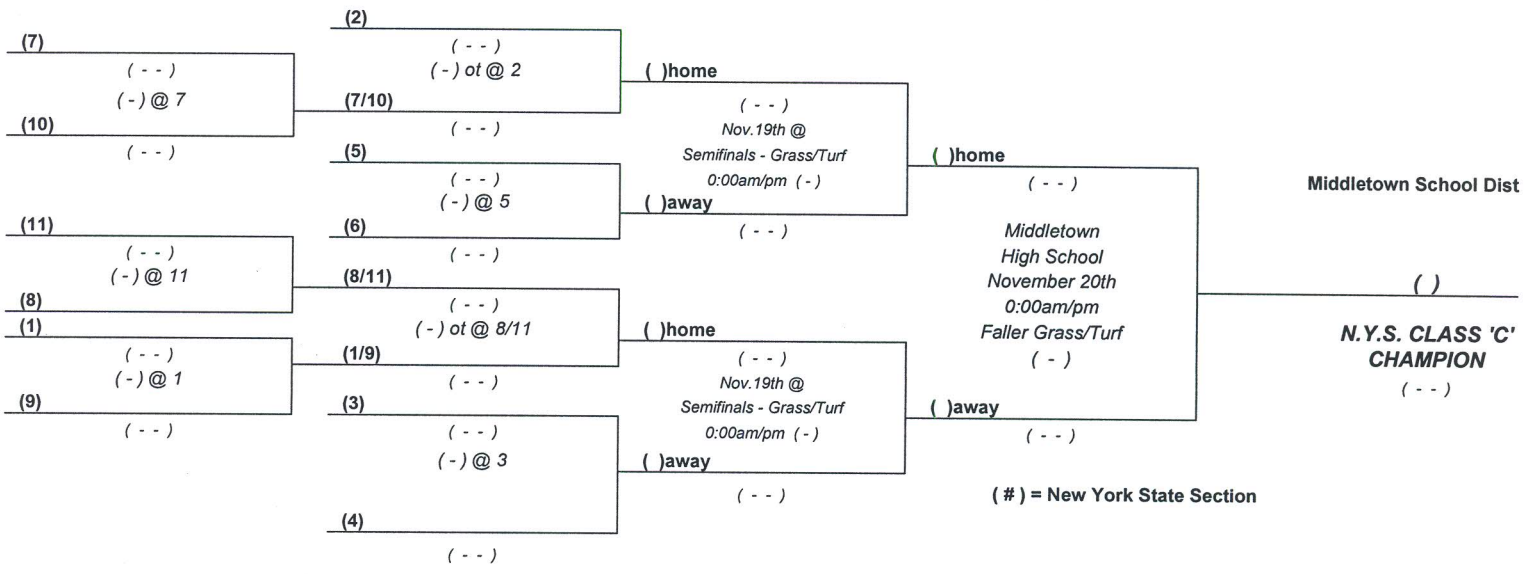 (7)
( - - )
( - ) @ 7
(10)
( - - )
(11)
( - - )
( - ) @ 11
(8)
(1)
( - - )
( - ) @ 1
(9)
( - - )
(2)
( - - )
( - ) ot @ 2
(7/10)
( - - )
(5)
( - - )
( - ) @ 5
(6)
( - - )
(8/11)
( - - )
( - ) ot @ 8/11
(1/9)
( - - )
(3)
( - - )
( - ) @ 3
(4)
( - - )
( )home
( - - )
Nov.19th @
Semifinals - Grass/Turf
0:00am/pm ( - )
( )away
( - - )
( )home
( - - )
Nov.19th @
Semifinals - Grass/Turf
0:00am/pm ( - )
( )away
( - - )
( )home
( - - )
Middletown
High School
November 20th
0:00am/pm
Faller Grass/Turf
( - )
( )away
( - - )
( # ) = New York State Section
Middletown School Dist
( )
N.Y.S. CLASS 'C'
CHAMPION
( - - )